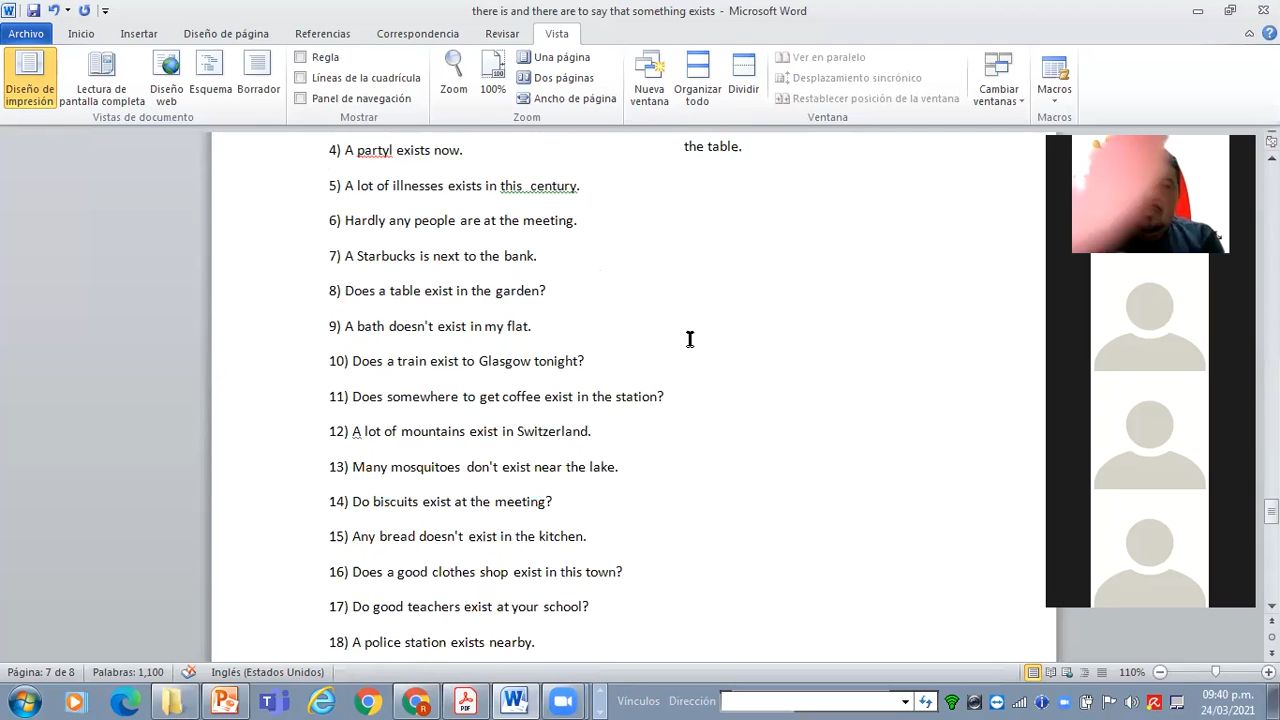 there is and there are to say that something exists - Microsoft Word
Archivo Inicio Insertar Diseño de página Referencias Correspondencia Revisar Vista
Diseño de impresión
Lectura de pantalla completa
Diseño web
Esquema
Borrador
Regla
Líneas de la cuadrícula
Panel de navegación
Zoom
100%
Una página
Dos páginas
Ancho de página
Nueva ventana
Organizar todo
Dividir
Ver en paralelo
Desplazamiento sincrónico
Restablecer posición de la ventana
Cambiar ventanas
Macros
Vistas de documento Mostrar Zoom Ventana Macros
the table.
4) A partyl exists now.
5) A lot of illnesses exists in this  century.
6) Hardly any people are at the meeting.
7) A Starbucks is next to the bank.
8) Does a table exist in the garden?
9) A bath doesn't exist in my flat.
10) Does a train exist to Glasgow tonight?
11) Does somewhere to get coffee exist in the station?
12) A lot of mountains exist in Switzerland.
13) Many mosquitoes  don't exist near the lake.
14) Do biscuits exist at the meeting?
15) Any bread doesn't exist in the kitchen.
16) Does a good clothes shop exist in this town?
17) Do good teachers exist at your school?
18) A police station exists nearby.
Página: 7 de 8 Palabras: 1,100 Inglés (Estados Unidos) 110%
Vínculos Dirección
09:40 p.m.
24/03/2021